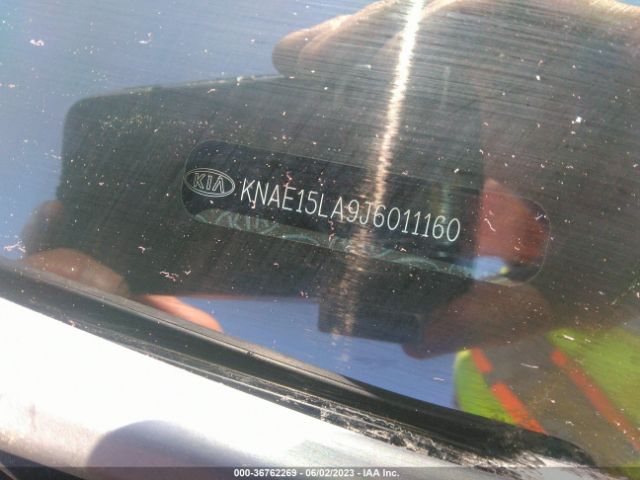 KIA KNAE15LA9J6011160
000-36762269 - 06/02/2023 - IAA Inc.